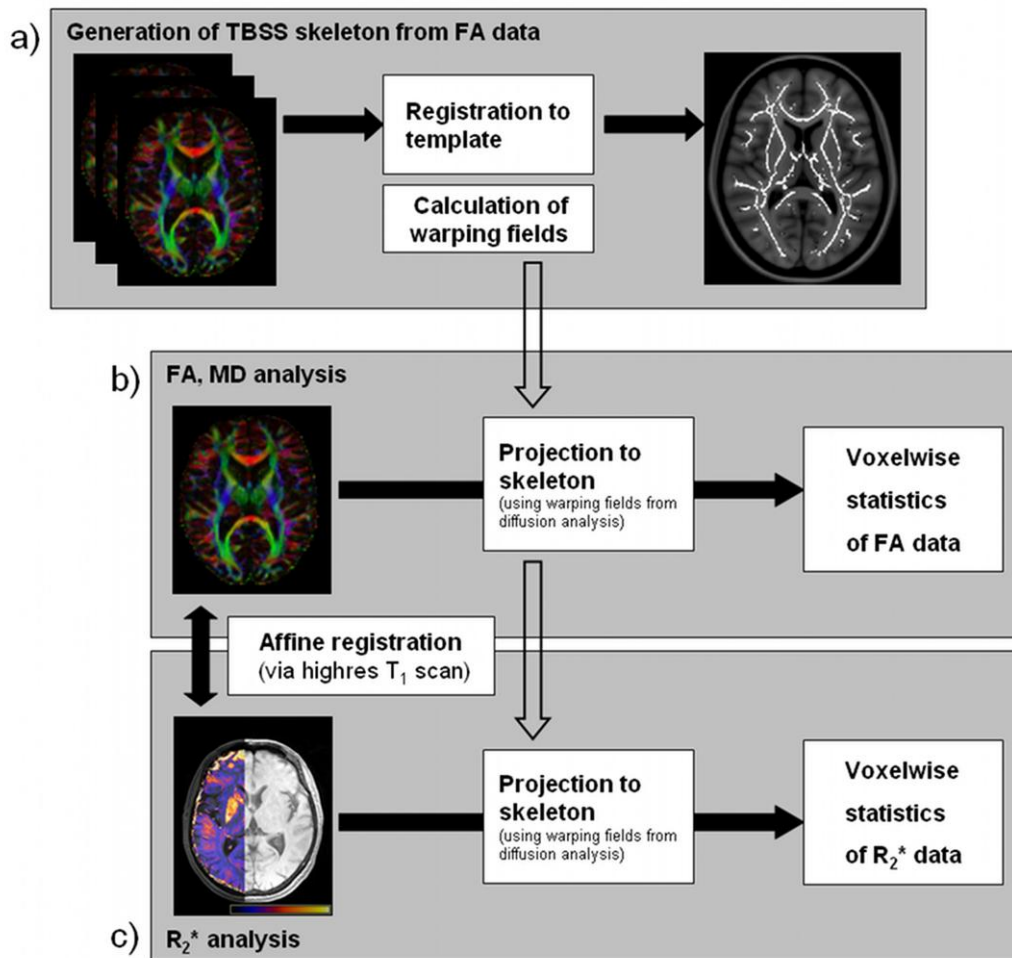 a)
Generation of TBSS skeleton from FA data
Registration to
template
Calculation of
warping fields
b)
FA, MD analysis
Projection to
skeleton
(using warping fields from
diffusion analysis)
Voxelwise
statistics
of FA data
Affine registration
(via highres T₁ scan)
Projection to
skeleton
(using warping fields from
diffusion analysis)
Voxelwise
statistics
of R₂* data
c)
R₂* analysis